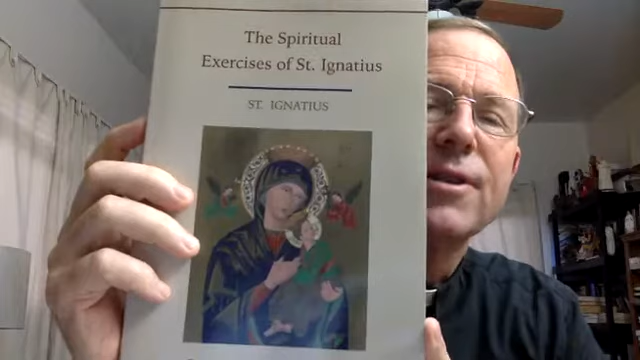 The Spiritual
Exercises of St. Ignatius
ST. IGNATIUS